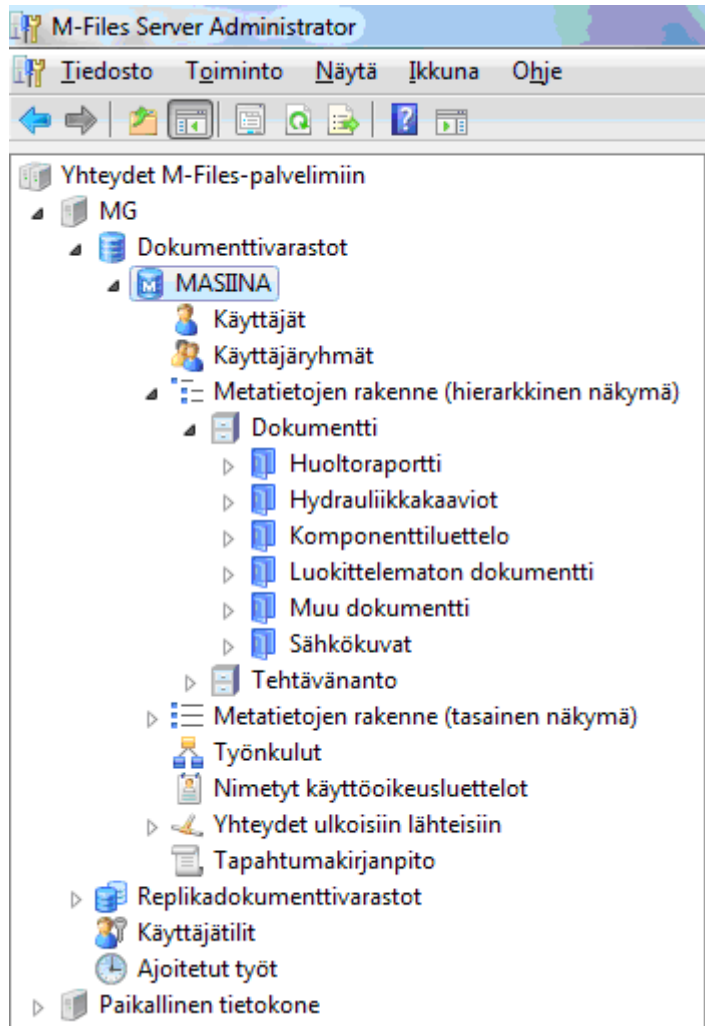 M-Files Server Administrator
Tiedosto Toiminto Näytä Ikkuna Ohje
Yhteydet M-Files-palvelimiin
MG
Dokumenttivarastot
MASIINA
Käyttäjät
Käyttäjäryhmät
Metatietojen rakenne (hierarkkinen näkymä)
Dokumentti
Huoltoraportti
Hydrauliikkakaaviot
Komponenttiluettelo
Luokittelematon dokumentti
Muu dokumentti
Sähkökuvat
Tehtävänanto
Metatietojen rakenne (tasainen näkymä)
Työnkulut
Nimetyt käyttöoikeusluettelot
Yhteydet ulkoisiin lähteisiin
Tapahtumakirjanpito
Replikadokumenttivarastot
Käyttäjätilit
Ajoitetut työt
Paikallinen tietokone